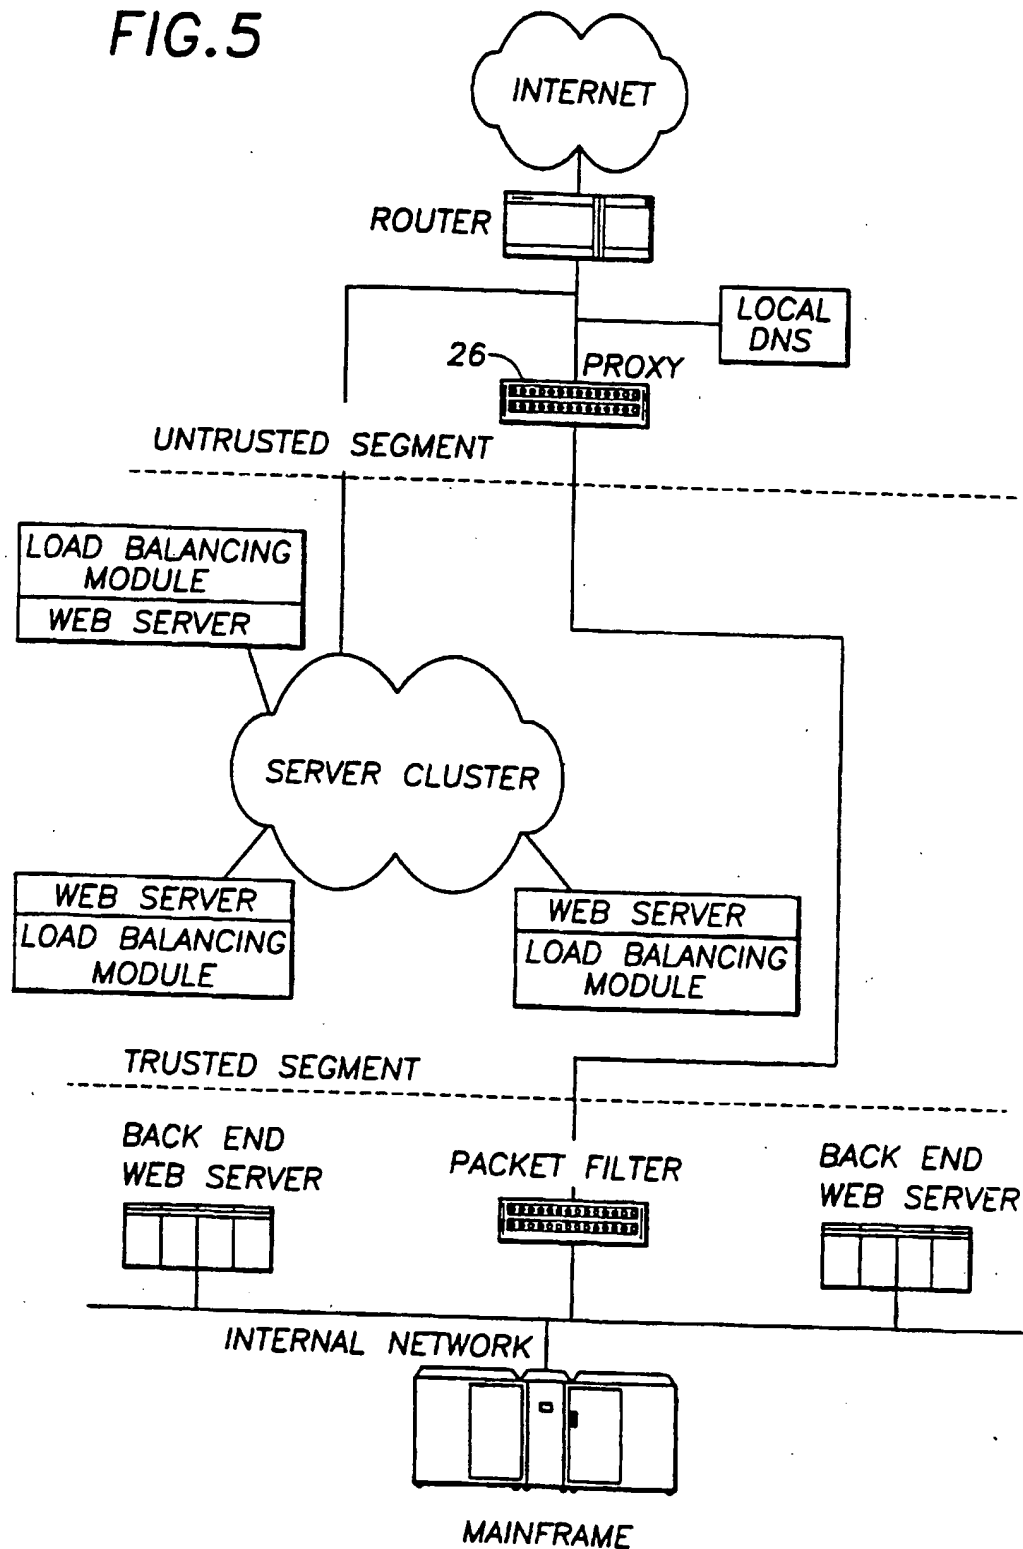 FIG.5
INTERNET
ROUTER
LOCAL
DNS
26
PROXY
UNTRUSTED SEGMENT
LOAD BALANCING
MODULE
WEB SERVER
SERVER CLUSTER
WEB SERVER
LOAD BALANCING
MODULE
WEB SERVER
LOAD BALANCING
MODULE
TRUSTED SEGMENT
BACK END
WEB SERVER
PACKET FILTER
BACK END
WEB SERVER
INTERNAL NETWORK
MAINFRAME